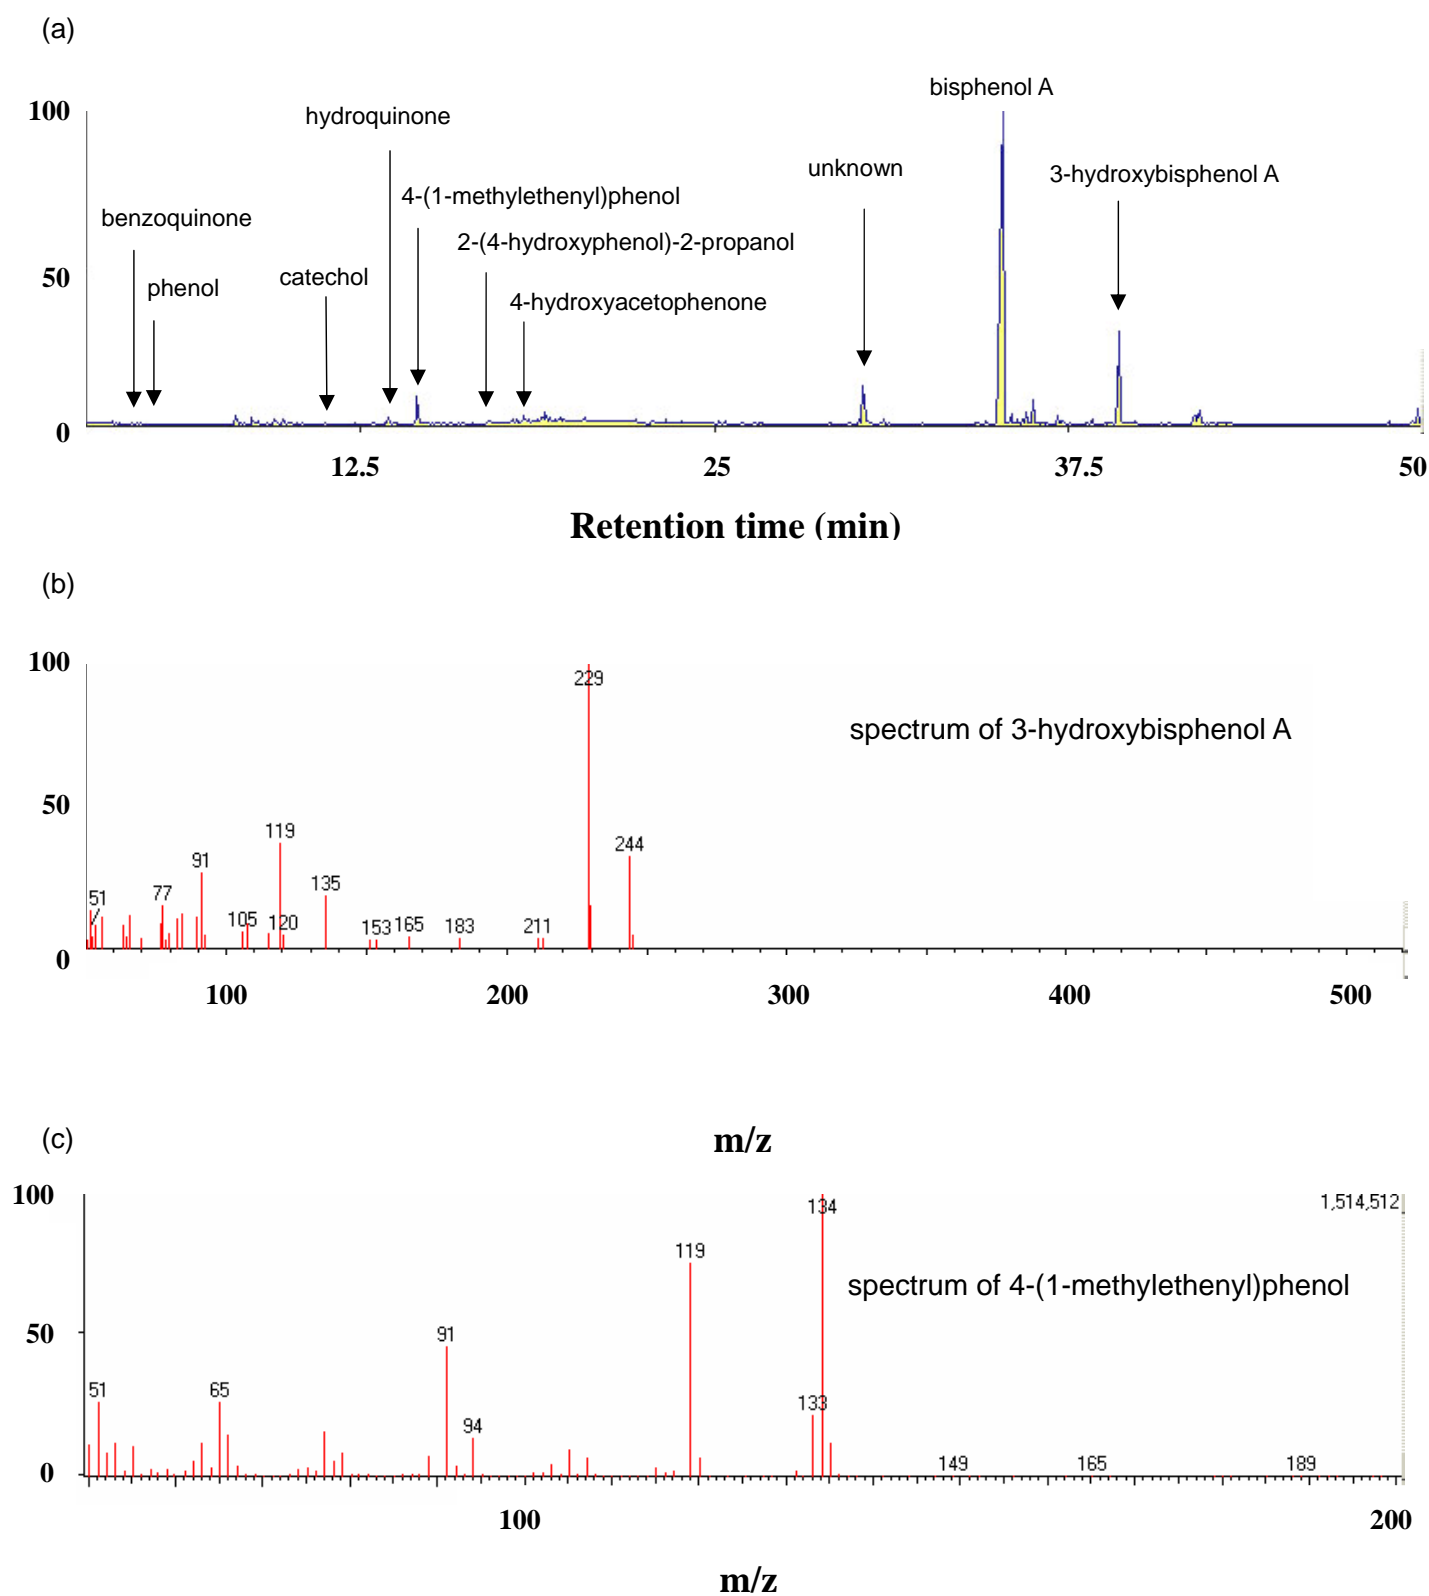 (a)
bisphenol A
100
hydroquinone
unknown
3-hydroxybisphenol A
4-(1-methylethenyl)phenol
benzoquinone
2-(4-hydroxyphenol)-2-propanol
50
phenol
catechol
4-hydroxyacetophenone
0
12.5 25 37.5 50
Retention time (min)
(b)
100
229
spectrum of 3-hydroxybisphenol A
50
119
244
91
135
77
51
105 120 153 165 183 211
0
100 200 300 400 500
(c)
m/z
100
134
1,514,512
119
spectrum of 4-(1-methylethenyl)phenol
50
91
51 65
133
94
149 165 189
0
100 200
m/z